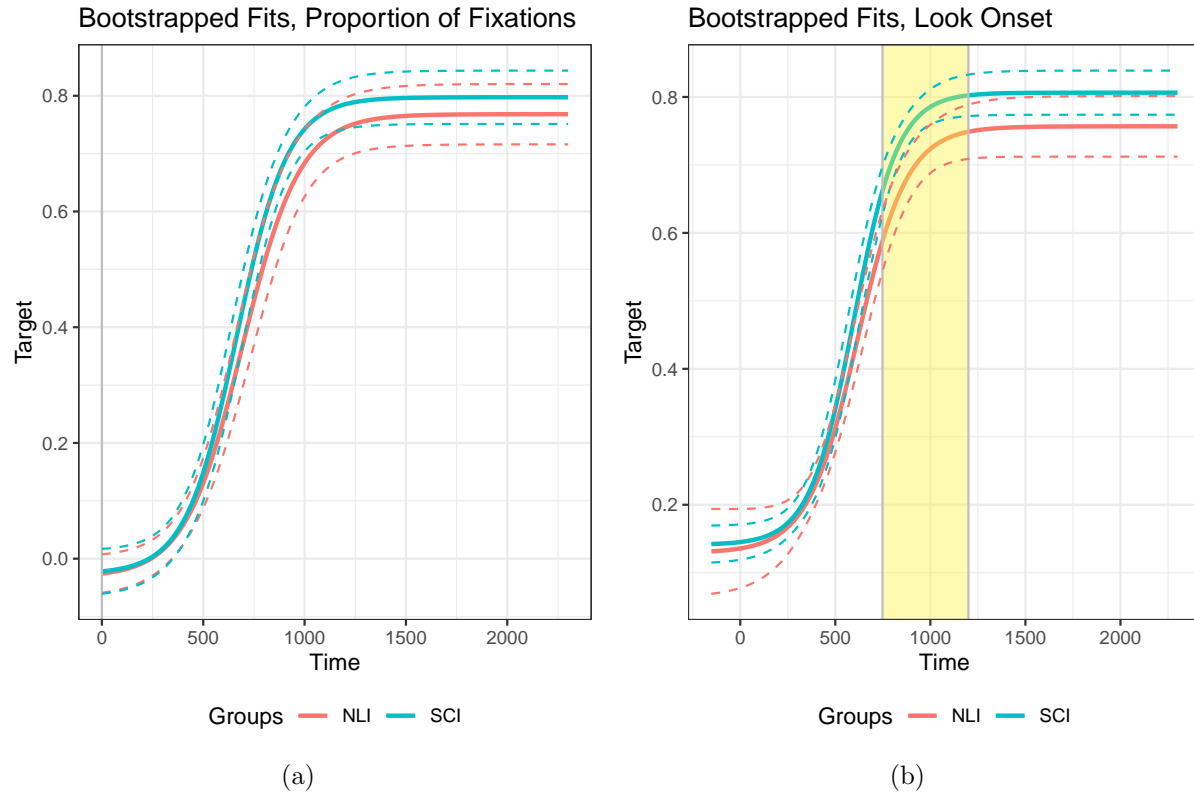 Bootstrapped Fits, Proportion of Fixations
0.8
0.6
0.4
0.2
0.0
Target
0 500 1000 1500 2000
Time
Groups NLI SCI
(a)
Bootstrapped Fits, Look Onset
0.8
0.6
0.4
0.2
Target
0 500 1000 1500 2000
Time
Groups NLI SCI
(b)